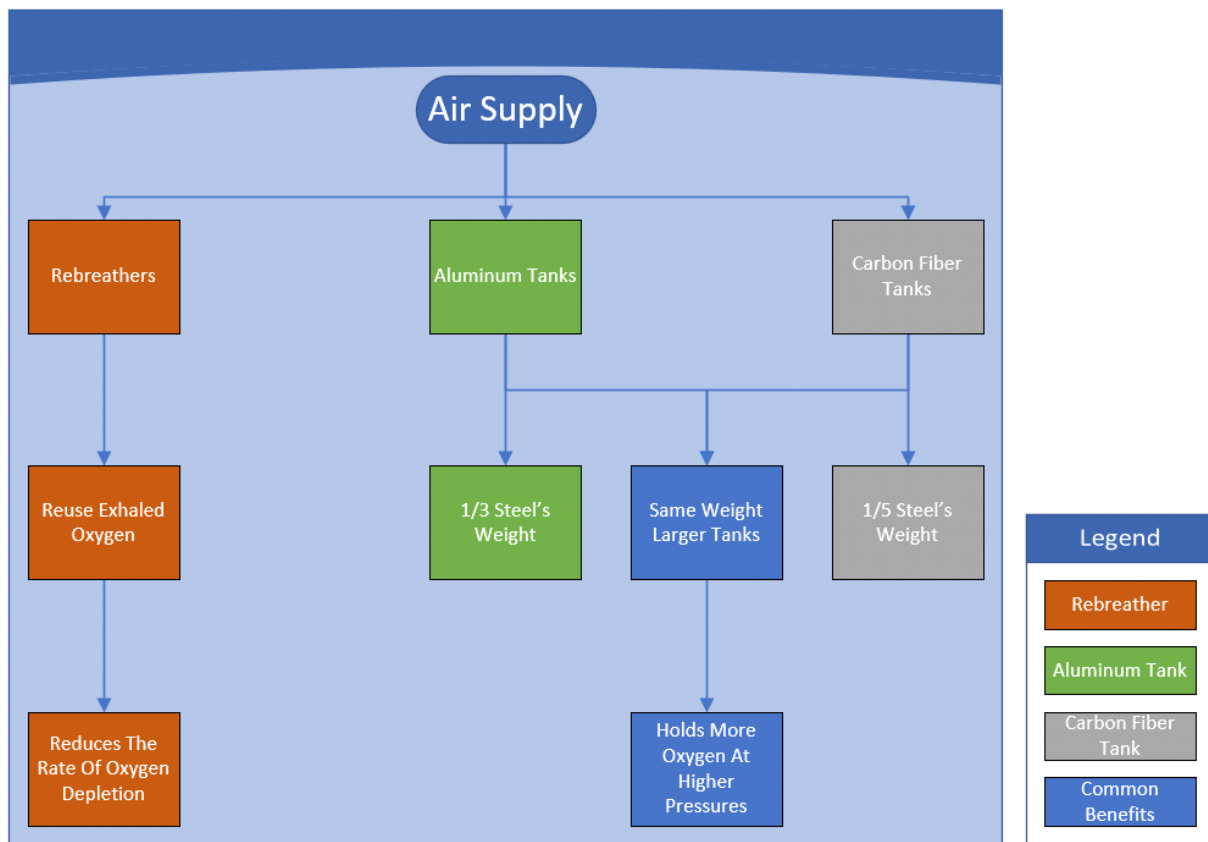 Air Supply
Rebreathers
Aluminum Tanks
Carbon Fiber
Tanks
Reuse Exhaled
Oxygen
1/3 Steel's
Weight
Same Weight
Larger Tanks
1/5 Steel's
Weight
Reduces The
Rate Of Oxygen
Depletion
Holds More
Oxygen At
Higher
Pressures
Legend
Rebreather
Aluminum Tank
Carbon Fiber
Tank
Common
Benefits